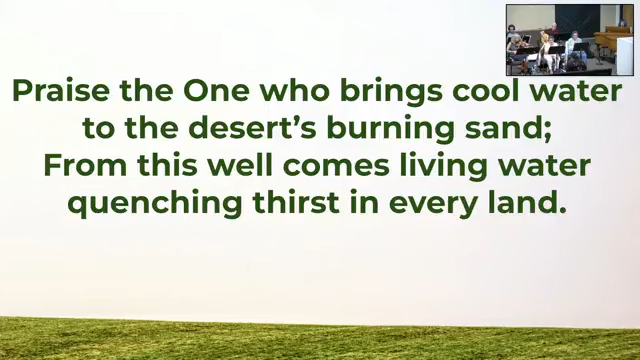 Praise the One who brings cool water
to the desert’s burning sand;
From this well comes living water
quenching thirst in every land.